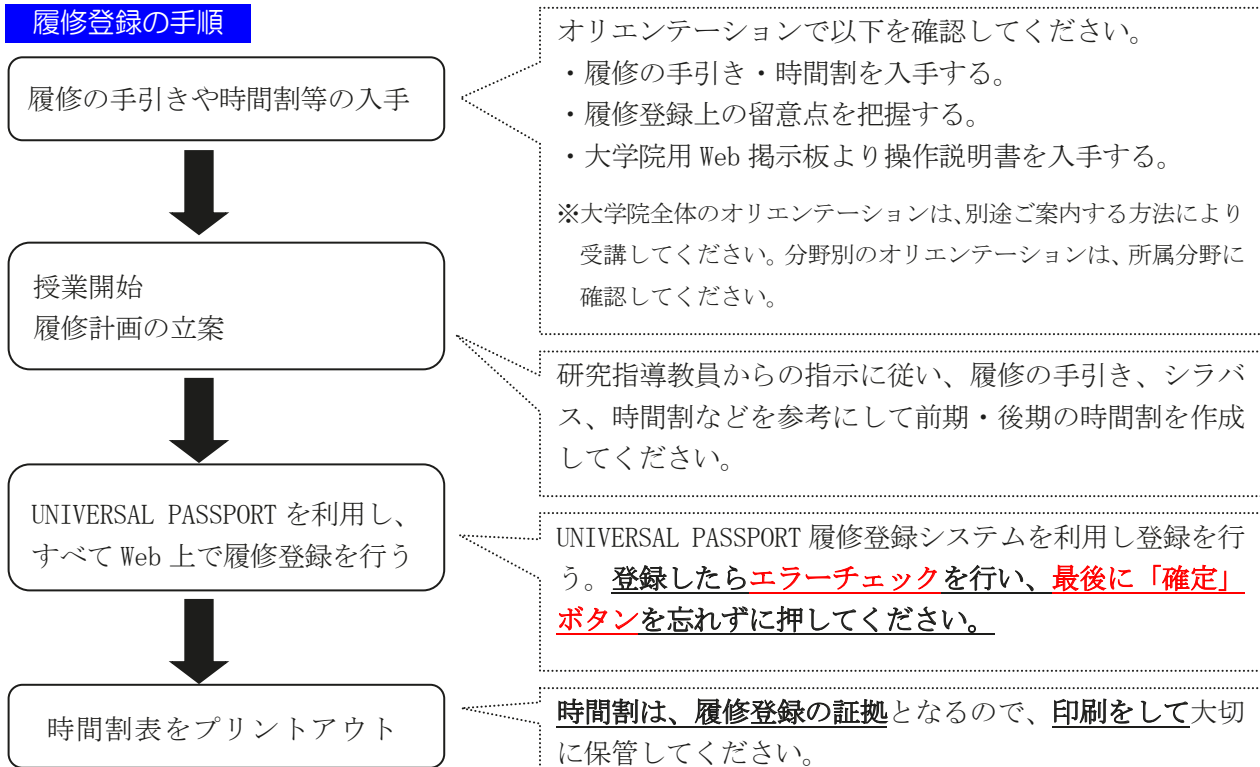 履修登録の手順
履修の手引きや時間割等の入手
オリエンテーションで以下を確認してください。
・履修の手引き・時間割を入手する。
・履修登録上の留意点を把握する。
・大学院用 Web 掲示板より操作説明書を入手する。
※大学院全体のオリエンテーションは、別途ご案内する方法により
受講してください。分野別のオリエンテーションは、所属分野に
確認してください。
授業開始
履修計画の立案
研究指導教員からの指示に従い、履修の手引き、シラバ
ス、時間割などを参考にして前期・後期の時間割を作成
してください。
UNIVERSAL PASSPORT を利用し、
すべて Web 上で履修登録を行う
UNIVERSAL PASSPORT 履修登録システムを利用し登録を行
う。登録したらエラーチェックを行い、最後に「確定」
ボタンを忘れずに押してください。
時間割表をプリントアウト
時間割は、履修登録の証拠となるので、印刷をして大切
に保管してください。